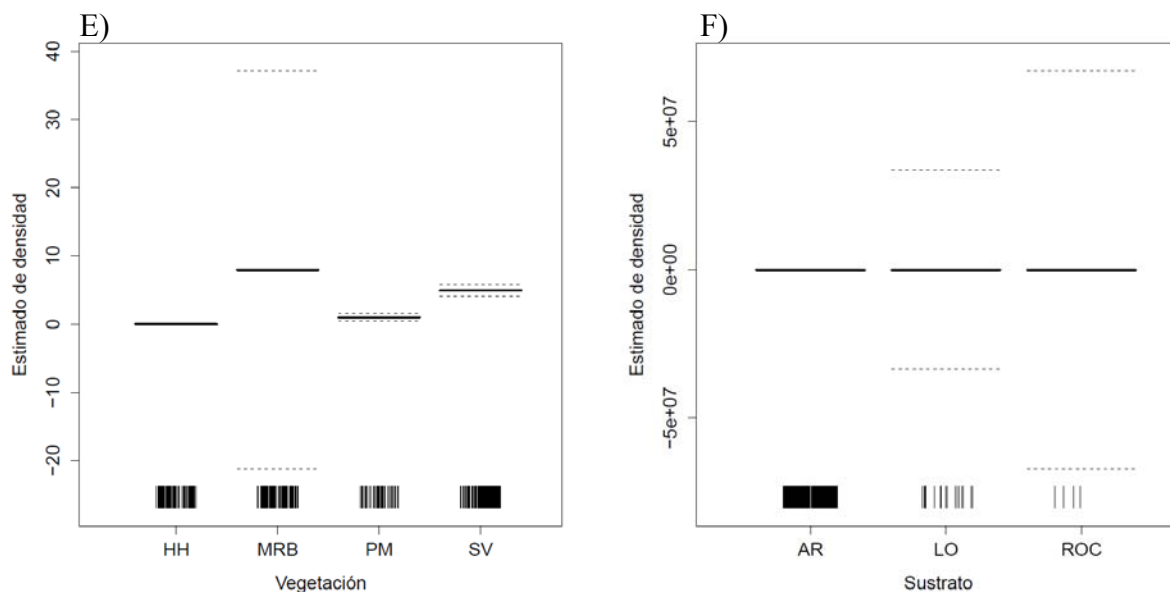 E)
40
30
20
10
0
−10
−20
Estimado de densidad
HH MRB PM SV
Vegetación
F)
5e+07
0e+00
−5e+07
Estimado de densidad
AR LO ROC
Sustrato